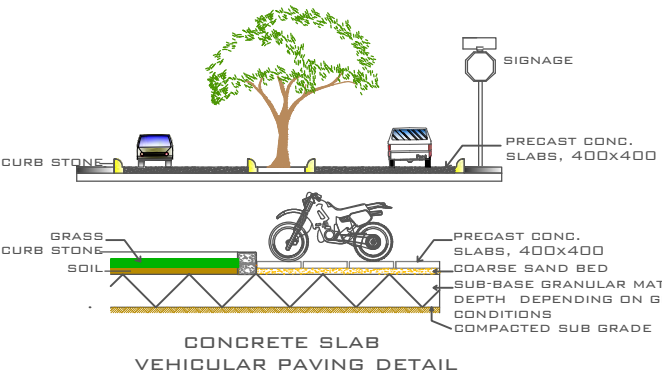 SIGNAGE
PRECAST CONC.
SLABS, 400x400
CURB STONE
GRASS
CURB STONE
SOIL
PRECAST CONC.
SLABS, 400x400
COARSE SAND BED
SUB-BASE GRANULAR MAT
DEPTH DEPENDING ON G
CONDITIONS
COMPACTED SUB GRADE
CONCRETE SLAB
VEHICULAR PAVING DETAIL